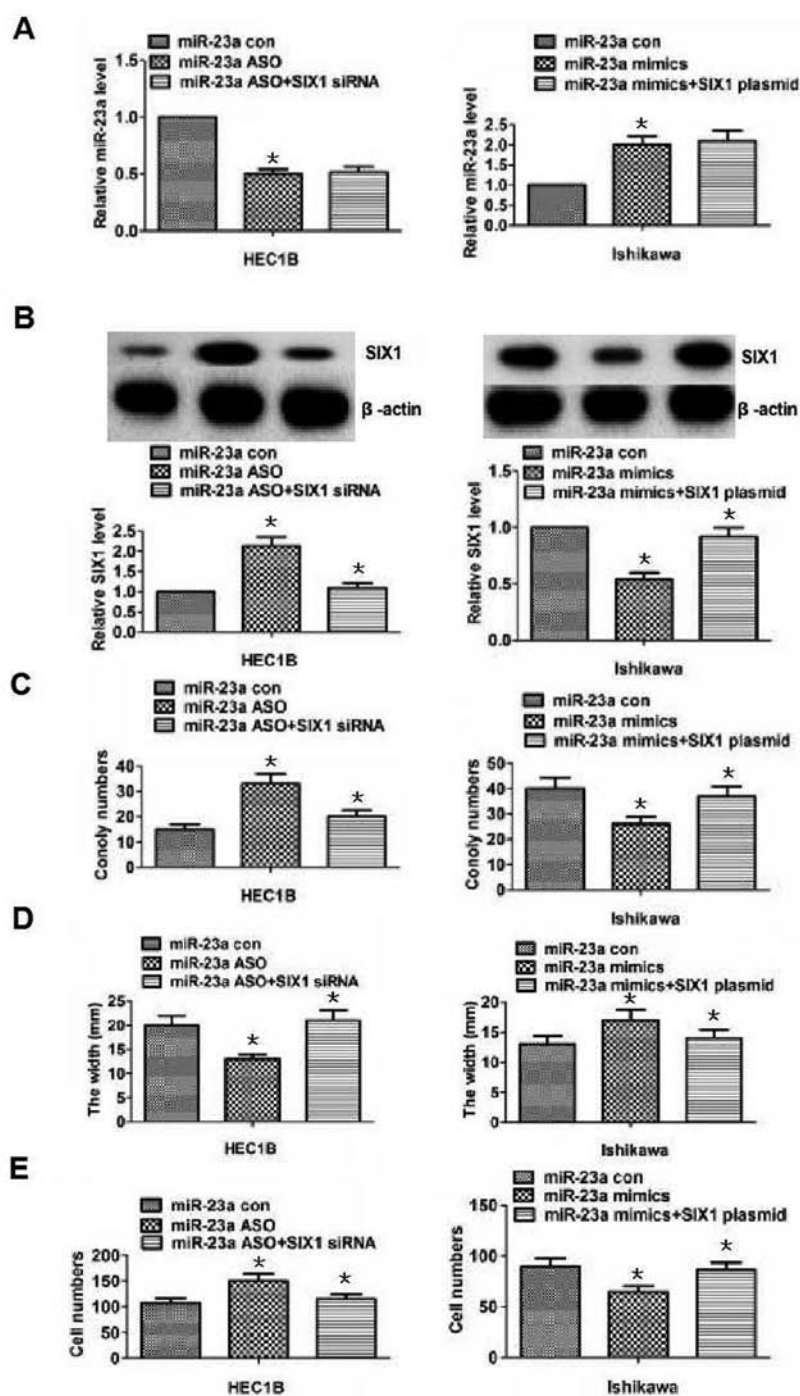 A
miR-23a con
miR-23a ASO
miR-23a ASO+SIX1 siRNA
Relative miR-23a level
1.5
1.0
0.5
0.0
*
HEC1B
miR-23a con
miR-23a mimics
miR-23a mimics+SIX1 plasmid
Relative miR-23a level
2.5
2.0
1.5
1.0
0.5
0.0
*
Ishikawa
B
SIX1
β -actin
miR-23a con
miR-23a ASO
miR-23a ASO+SIX1 siRNA
Relative SIX1 level
2.5
2.0
1.5
1.0
0.5
0.0
*
*
HEC1B
SIX1
β -actin
miR-23a con
miR-23a mimics
miR-23a mimics+SIX1 plasmid
Relative SIX1 level
1.5
1.0
0.5
0.0
*
*
Ishikawa
C
miR-23a con
miR-23a ASO
miR-23a ASO+SIX1 siRNA
Conoly numbers
40
30
20
10
0
*
*
HEC1B
miR-23a con
miR-23a mimics
miR-23a mimics+SIX1 plasmid
Conoly numbers
50
40
30
20
10
0
*
*
Ishikawa
D
miR-23a con
miR-23a ASO
miR-23a ASO+SIX1 siRNA
The width (mm)
25
20
15
10
5
0
*
*
HEC1B
miR-23a con
miR-23a mimics
miR-23a mimics+SIX1 plasmid
The width (mm)
20
15
10
5
0
*
*
Ishikawa
E
miR-23a con
miR-23a ASO
miR-23a ASO+SIX1 siRNA
Cell numbers
200
150
100
50
0
*
*
HEC1B
miR-23a con
miR-23a mimics
miR-23a mimics+SIX1 plasmid
Cell numbers
150
100
50
0
*
*
Ishikawa